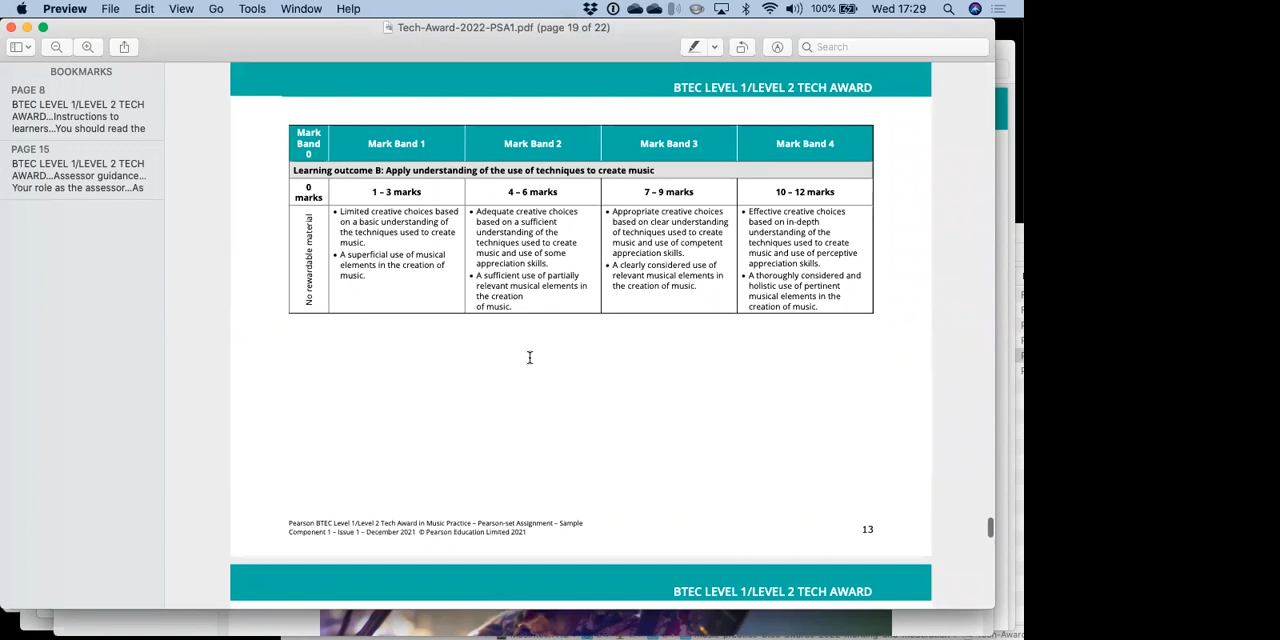 Preview File Edit View Go Tools Window Help 100% Wed 17:29
Tech-Award-2022-PSA1.pdf (page 19 of 22)
Search
BOOKMARKS
PAGE 8
BTEC LEVEL 1/LEVEL 2 TECH
AWARD...Instructions to
learners...You should read the
PAGE 15
BTEC LEVEL 1/LEVEL 2 TECH
AWARD...Assessor guidance...
Your role as the assessor...As
BTEC LEVEL 1/LEVEL 2 TECH AWARD
Mark
Band
0
Mark Band 1
Mark Band 2
Mark Band 3
Mark Band 4
Learning outcome B: Apply understanding of the use of techniques to create music
0
marks
1 – 3 marks
4 – 6 marks
7 – 9 marks
10 – 12 marks
No rewardable material
• Limited creative choices
based on a basic understanding of
the techniques used to create
music.
• A superficial use of musical
elements in the creation of
music.
• Adequate creative choices
based on a sufficient
understanding of the
techniques used to create
music and use of some
appreciation skills.
• A sufficient use of partially
relevant musical elements in
the creation
of music.
• Appropriate creative choices
based on clear understanding
of techniques used to create
music and use of competent
appreciation skills.
• A clearly considered use of
relevant musical elements in
the creation of music.
• Effective creative choices
based on in-depth
understanding of the
techniques used to create
music and use of perceptive
appreciation skills.
• A thoroughly considered and
holistic use of pertinent
musical elements in the
creation of music.
Pearson BTEC Level 1/Level 2 Tech Award in Music Practice – Pearson-set Assignment – Sample
Component 1 – Issue 1 – December 2021 © Pearson Education Limited 2021
13
BTEC LEVEL 1/LEVEL 2 TECH AWARD